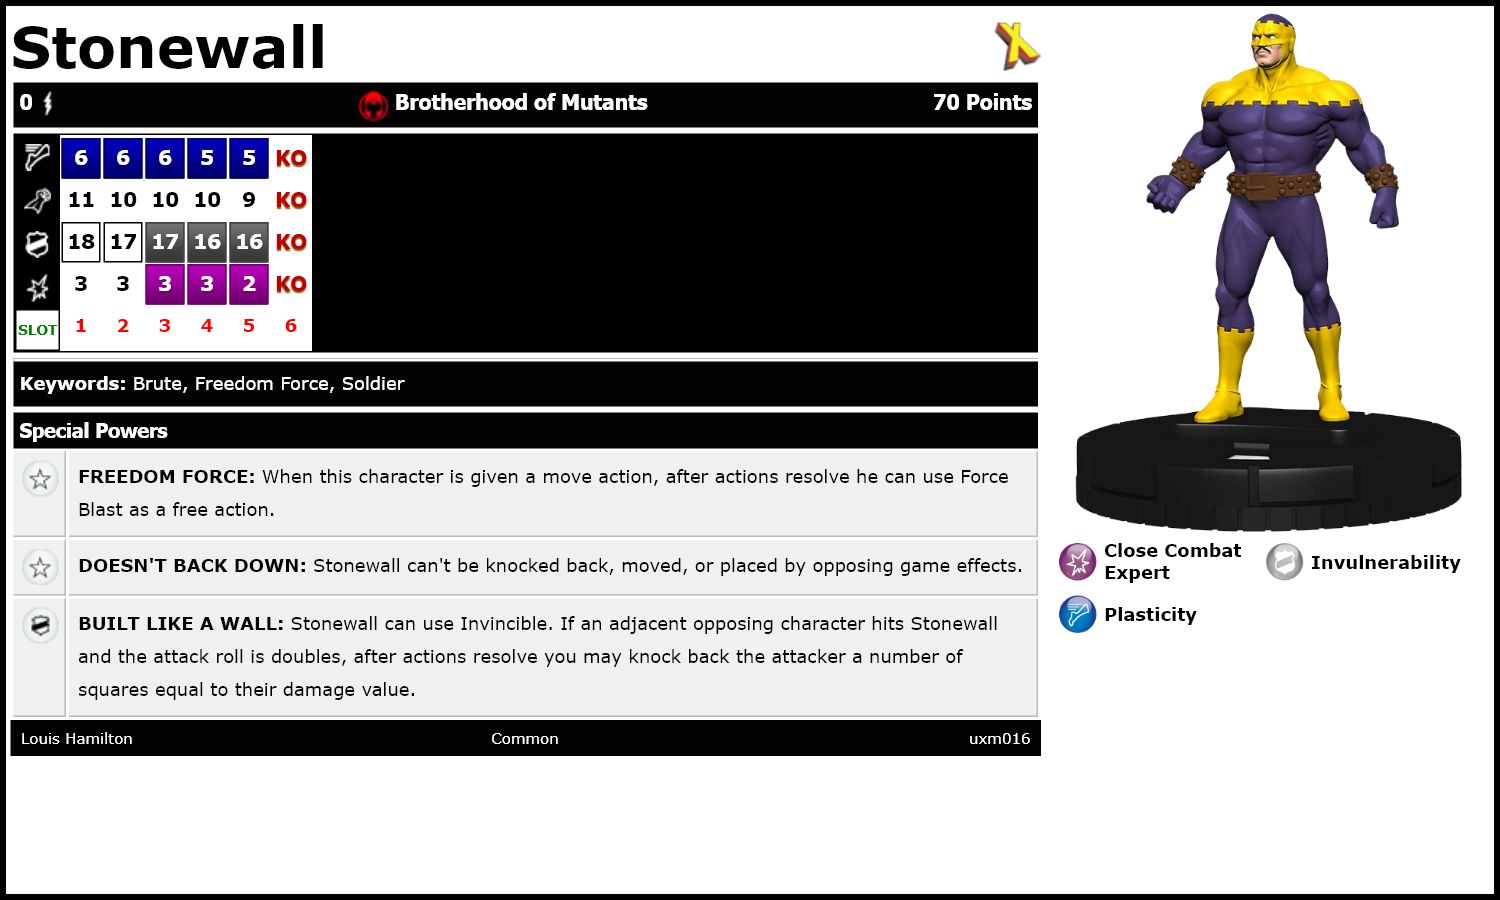 Stonewall
X
0 Brotherhood of Mutants 70 Points
6 6 6 5 5 KO
11 10 10 10 9 KO
18 17 17 16 16 KO
3 3 3 3 2 KO
SLOT 1 2 3 4 5 6
Keywords: Brute, Freedom Force, Soldier
Special Powers
FREEDOM FORCE: When this character is given a move action, after actions resolve he can use Force
Blast as a free action.
DOESN'T BACK DOWN: Stonewall can't be knocked back, moved, or placed by opposing game effects.
BUILT LIKE A WALL: Stonewall can use Invincible. If an adjacent opposing character hits Stonewall
and the attack roll is doubles, after actions resolve you may knock back the attacker a number of
squares equal to their damage value.
Louis Hamilton Common uxm016
Close Combat
Expert
Invulnerability
Plasticity